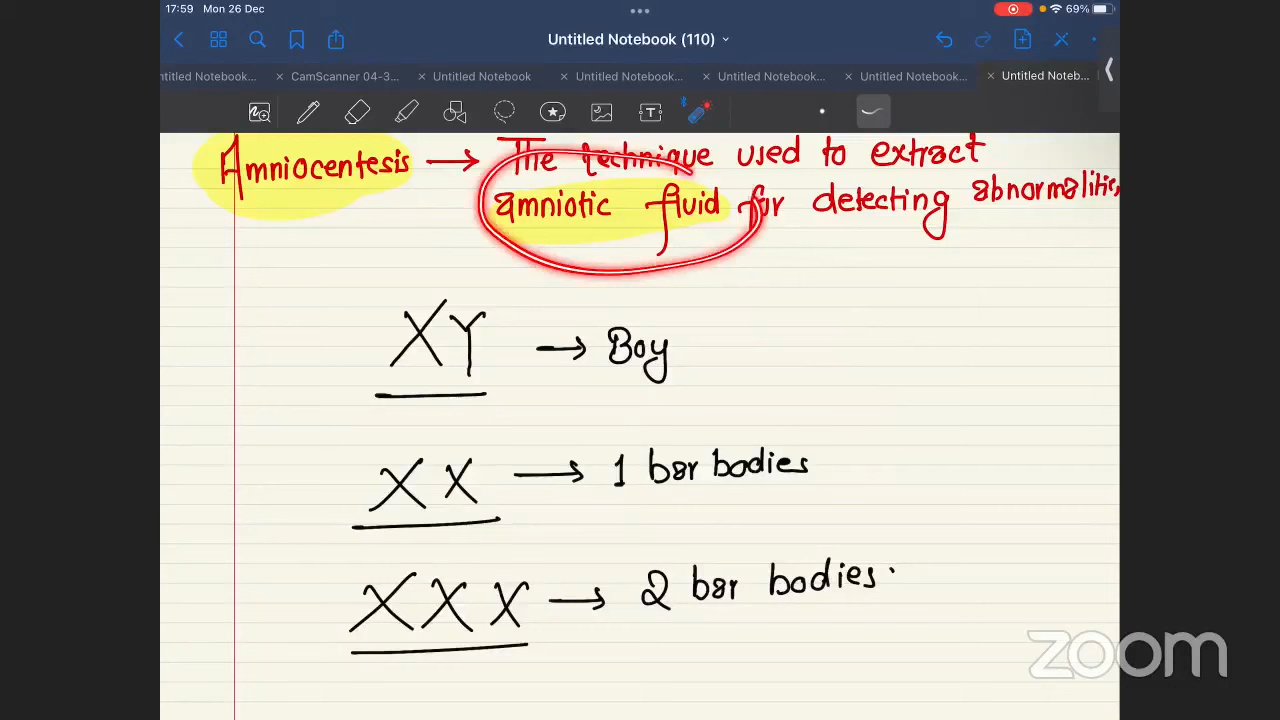 17:59 Mon 26 Dec
69%
Untitled Notebook (110)
ntitled Notebook...
CamScanner 04-3...
Untitled Notebook
Untitled Notebook...
Untitled Notebook...
Untitled Notebook...
Untitled Noteb...
Amniocentesis → The technique used to extract
amniotic fluid for detecting abnormalities
XY → Boy
XX → 1 bar bodies
XXX → 2 bar bodies.
zoom